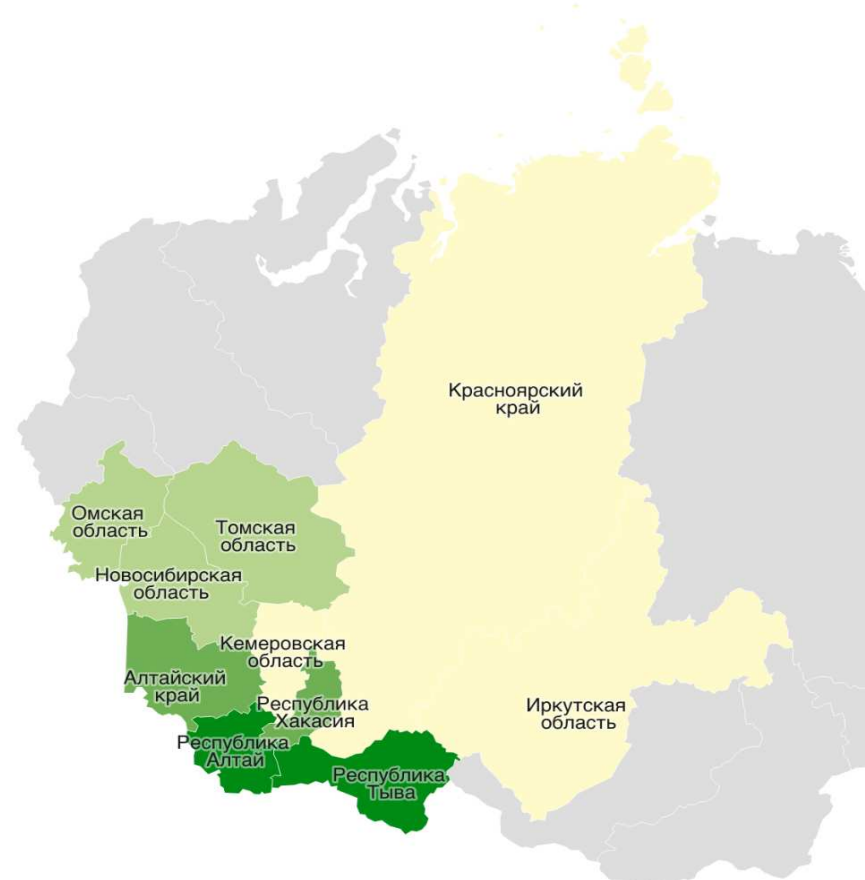 Красноярский
край
Омская
область
Томская
область
Новосибирская
область
Кемеровская
область
Алтайский
край
Республика
Хакасия
Иркутская
область
Республика
Алтай
Республика
Тыва